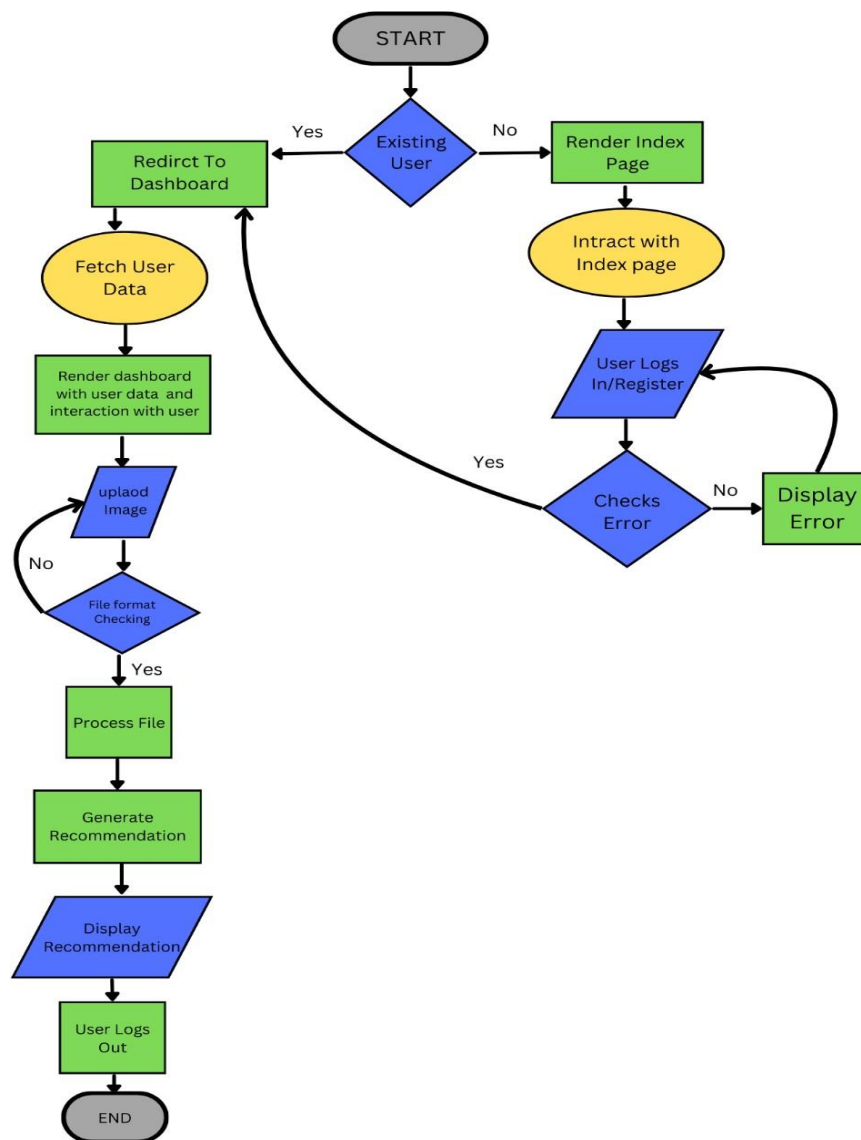 START
Existing
User
Yes
No
Redirct To
Dashboard
Render Index
Page
Fetch User
Data
Intract with
Index page
Render dashboard
with user data and
interaction with user
User Logs
In/Register
uplaod
Image
Yes
Checks
Error
No
Display
Error
No
File format
Checking
Yes
Process File
Generate
Recommendation
Display
Recommendation
User Logs
Out
END